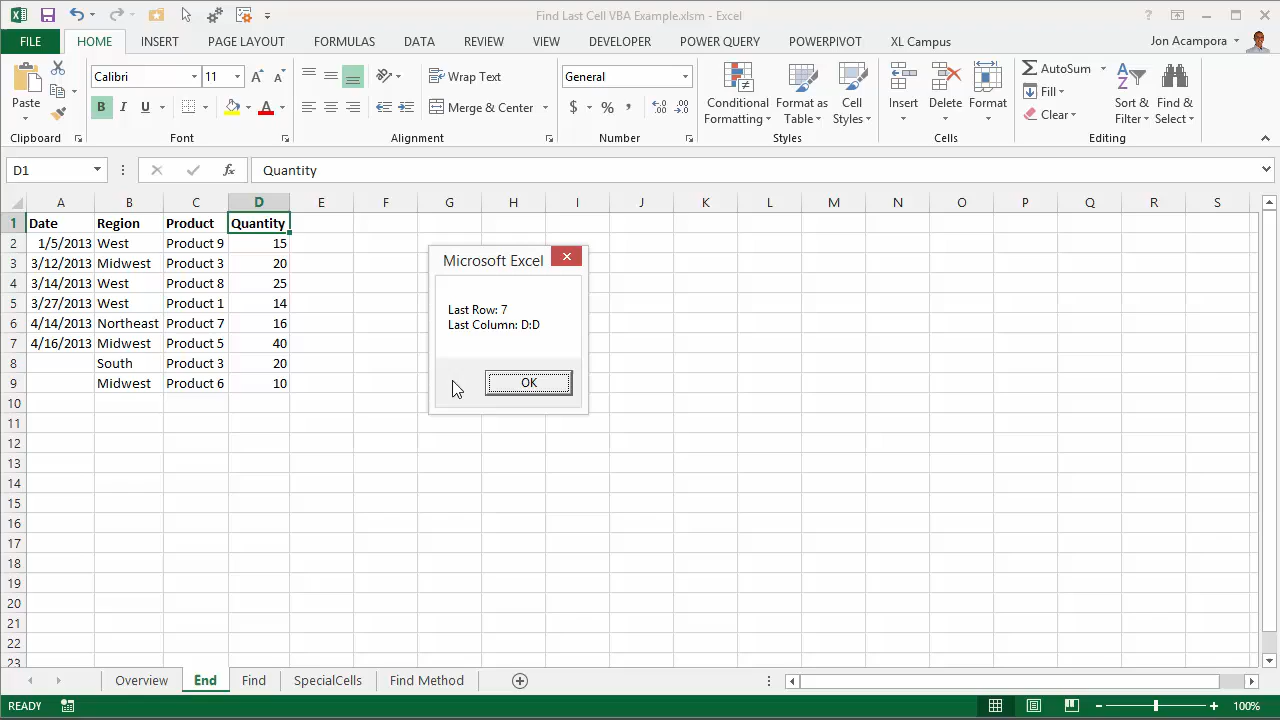 Find Last Cell VBA Example.xlsm - Excel
?
FILE HOME INSERT PAGE LAYOUT FORMULAS DATA REVIEW VIEW DEVELOPER POWERQUERY POWERPIVOT XL Campus Jon Acampora
Paste
Calibri 11
B I U
Wrap Text
Merge & Center
General
$ % ,
Conditional Formatting
Format as Table
Cell Styles
Insert Delete Format
AutoSum
Fill
Clear
Sort & Filter
Find & Select
Clipboard Font Alignment Number Styles Cells Editing
D1 fx Quantity
A B C D E F G H I J K L M N O P Q R S
1 Date Region Product Quantity
2 1/5/2013 West Product 9 15
3 3/12/2013 Midwest Product 3 20
4 3/14/2013 West Product 8 25
5 3/27/2013 West Product 1 14
6 4/14/2013 Northeast Product 7 16
7 4/16/2013 Midwest Product 5 40
8 South Product 3 20
9 Midwest Product 6 10
10
11
12
13
14
15
16
17
18
19
20
21
22
23
Microsoft Excel
Last Row: 7
Last Column: D:D
OK
Overview End Find SpecialCells Find Method
READY 100%